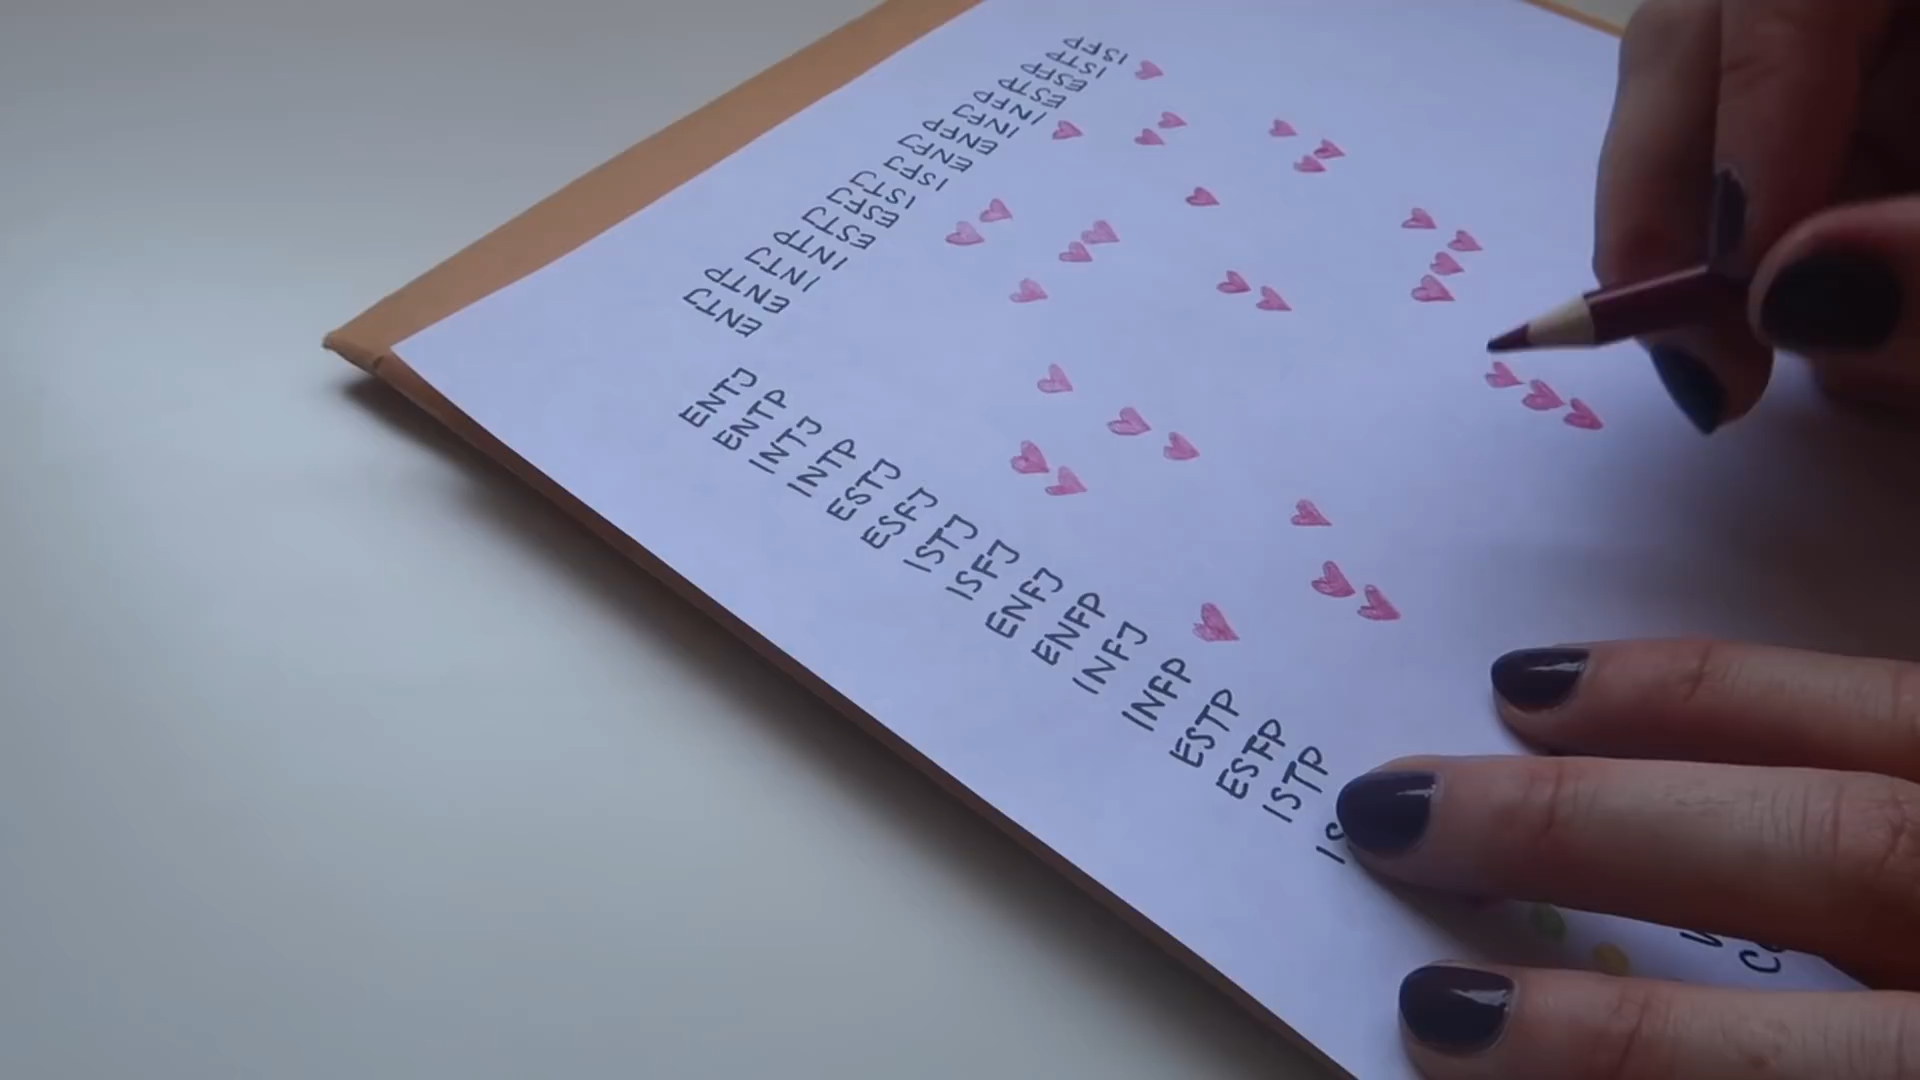 ISFP
ISTP
ESFP
ESTP
INFP
INFJ
ENFP
ENFJ
ISFJ
ISTJ
ESFJ
ESTJ
INTP
INTJ
ENTP
ENTJ
ENTJ
ENTP
INTJ
INTP
ESTJ
ESFJ
ISTJ
ISFJ
ENFJ
ENFP
INFJ
INFP
ESTP
ESFP
ISTP